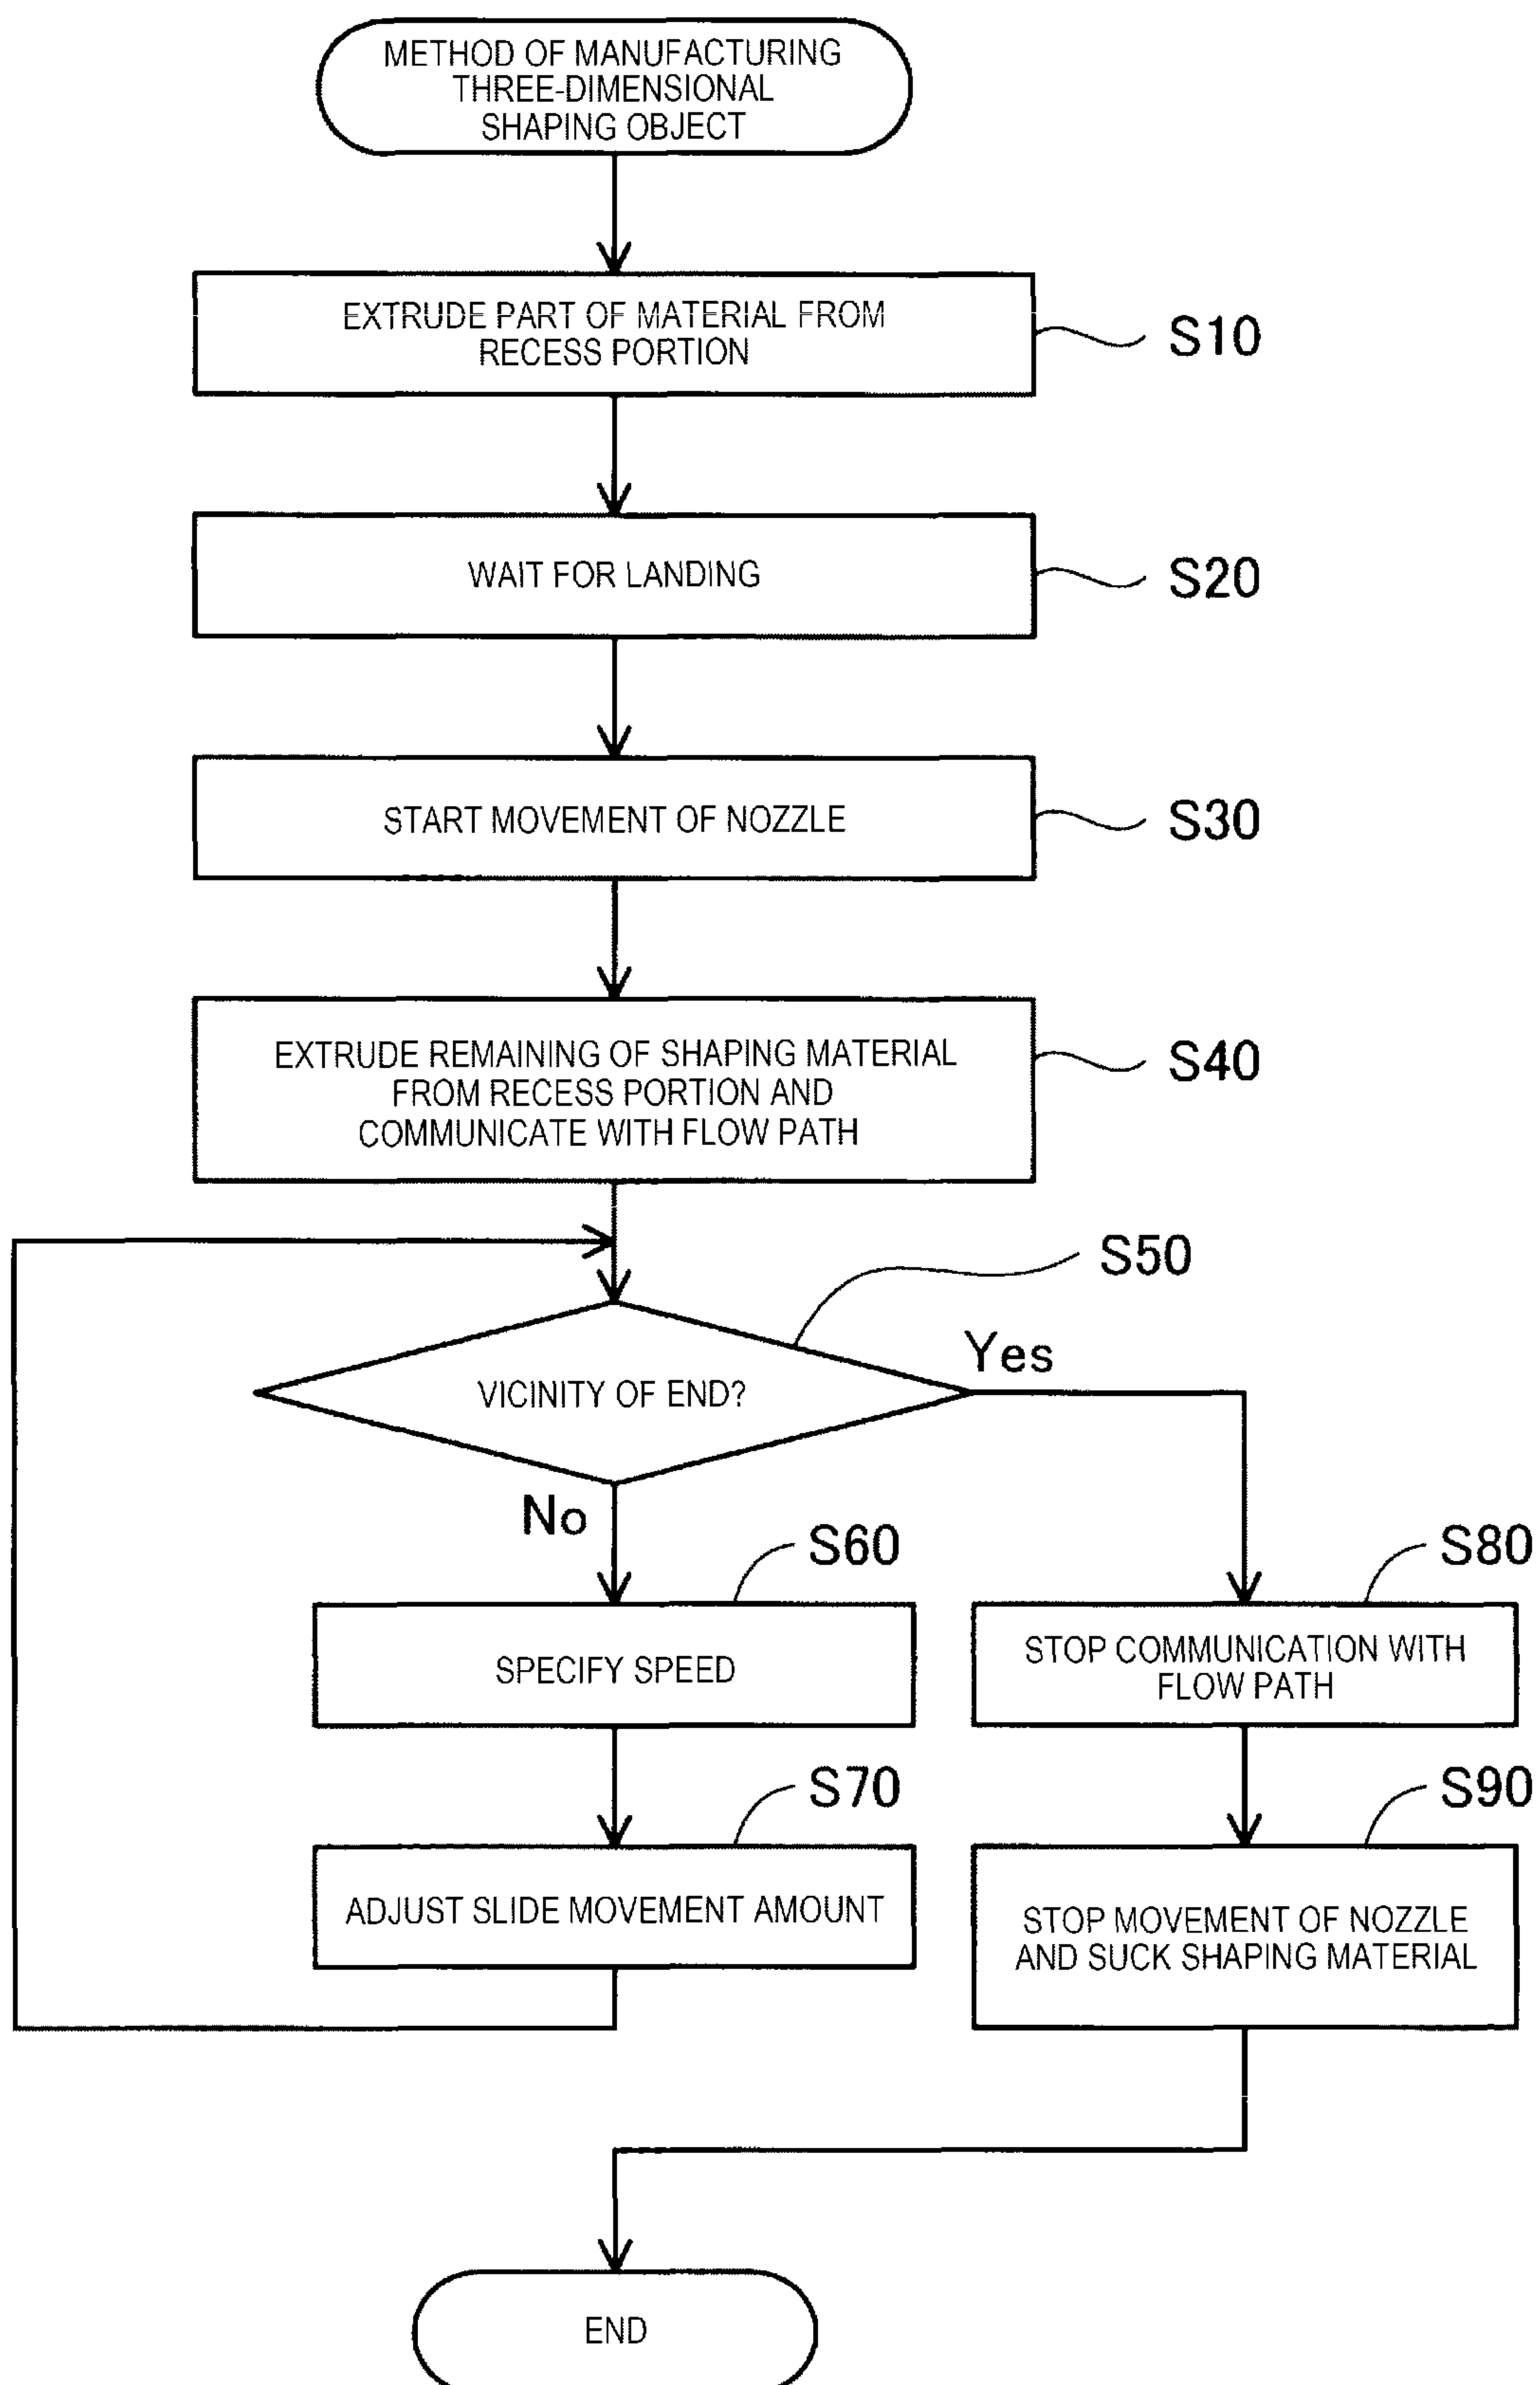 METHOD OF MANUFACTURING
THREE-DIMENSIONAL
SHAPING OBJECT
EXTRUDE PART OF MATERIAL FROM
RECESS PORTION
S10
WAIT FOR LANDING
S20
START MOVEMENT OF NOZZLE
S30
EXTRUDE REMAINING OF SHAPING MATERIAL
FROM RECESS PORTION AND
COMMUNICATE WITH FLOW PATH
S40
S50
VICINITY OF END?
Yes
No
S60
SPECIFY SPEED
S70
ADJUST SLIDE MOVEMENT AMOUNT
S80
STOP COMMUNICATION WITH
FLOW PATH
S90
STOP MOVEMENT OF NOZZLE
AND SUCK SHAPING MATERIAL
END